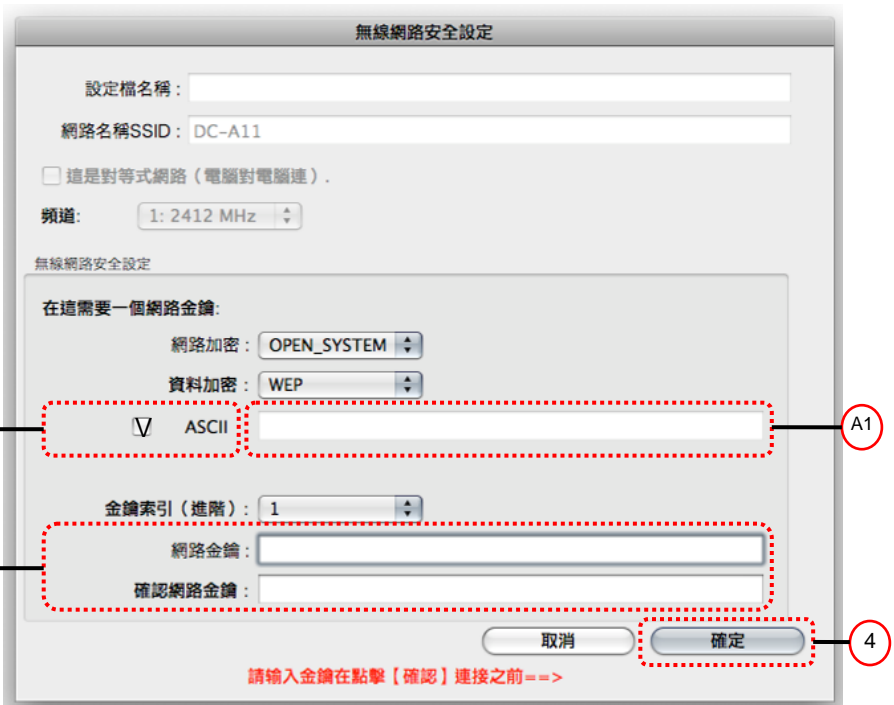 無線網路安全設定
設定檔名稱：
網路名稱SSID： DC-A11
這是對等式網路（電腦對電腦連）.
頻道: 1: 2412 MHz
無線網路安全設定
在這需要一個網路金鑰:
網路加密： OPEN_SYSTEM
資料加密： WEP
V ASCII
A1
金鑰索引（進階）： 1
網路金鑰：
確認網路金鑰：
取消 確定 4
請输入金鑰在點擊【確認】連接之前==>